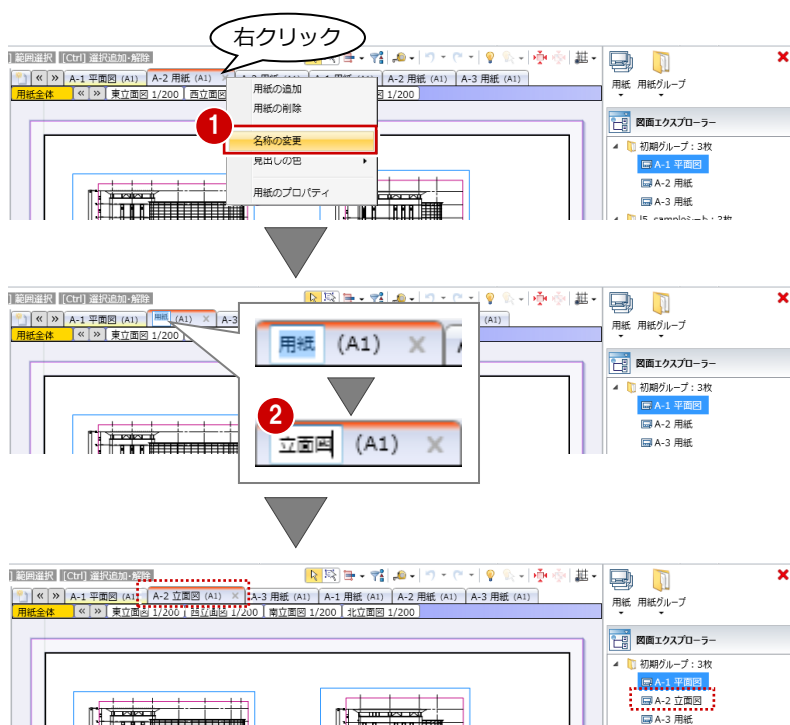 右クリック
] 範囲選択 [Ctrl] 選択追加・解除
« » A-1 平面図 (A1) A-2 用紙 (A1) A-2 用紙 (A1) A-3 用紙 (A1)
用紙全体 « » 東立面図 1/200 西立面図 1/200
用紙の追加
用紙の削除
1
名称の変更
見出しの色
用紙のプロパティ
用紙 用紙グループ
図面エクスプローラー
初期グループ：3枚
A-1 平面図
A-2 用紙
A-3 用紙
] 範囲選択 [Ctrl] 選択追加・解除
« » A-1 平面図 (A1) 用紙 (A1) × A-3 (A1)
用紙全体 « » 東立面図 1/200
用紙 (A1) ×
2
立面図 (A1) ×
用紙 用紙グループ
図面エクスプローラー
初期グループ：3枚
A-1 平面図
A-2 用紙
A-3 用紙
] 範囲選択 [Ctrl] 選択追加・解除
« » A-1 平面図 (A1) A-2 立面図 (A1) × A-3 用紙 (A1) A-1 用紙 (A1) A-2 用紙 (A1) A-3 用紙 (A1)
用紙全体 « » 東立面図 1/200 西立面図 1/200 南立面図 1/200 北立面図 1/200
用紙 用紙グループ
図面エクスプローラー
初期グループ：3枚
A-1 平面図
A-2 立面図
A-3 用紙